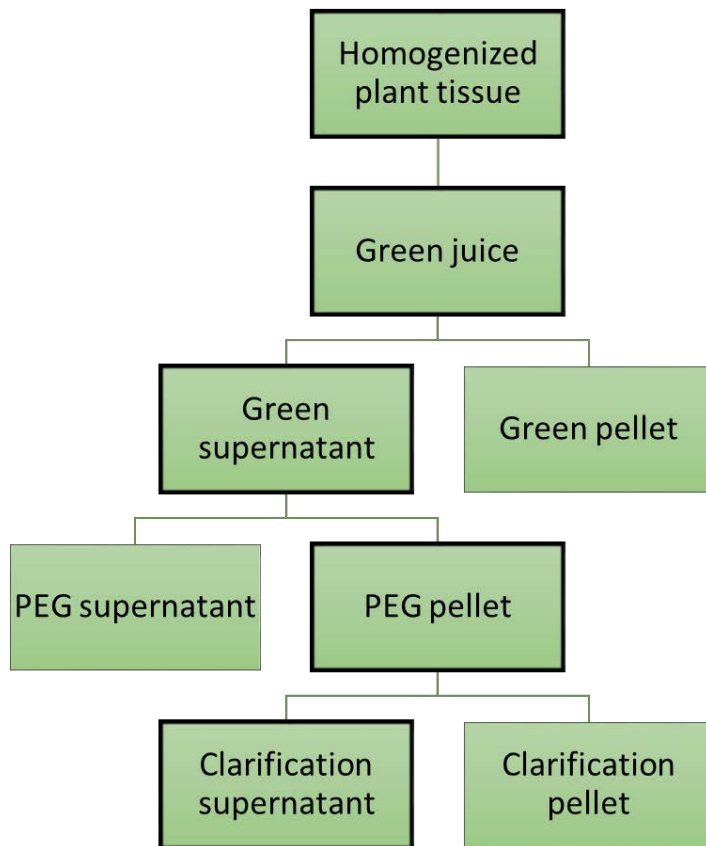 Homogenized
plant tissue
Green juice
Green
supernatant
Green pellet
PEG supernatant
PEG pellet
Clarification
supernatant
Clarification
pellet